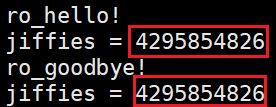 ro_hello!
jiffies = 4295854826
ro_goodbye!
jiffies = 4295854826